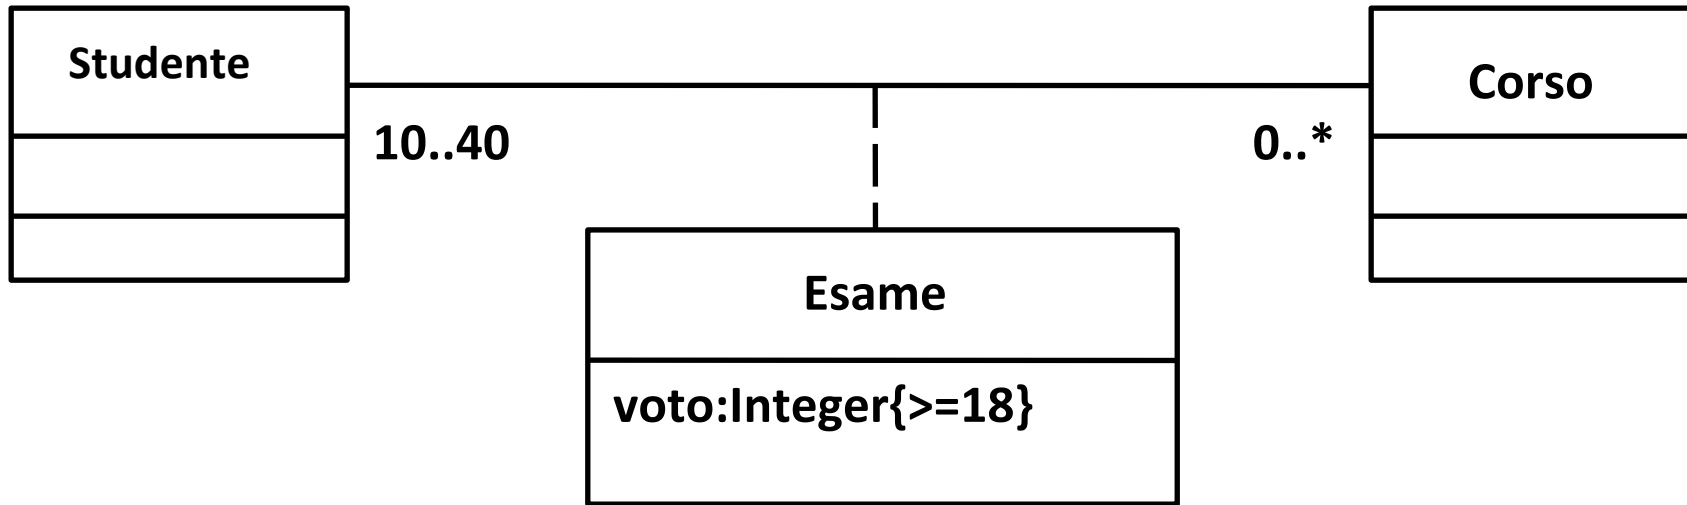 Studente
Corso
10..40
0..*
Esame
voto:Integer{>=18}